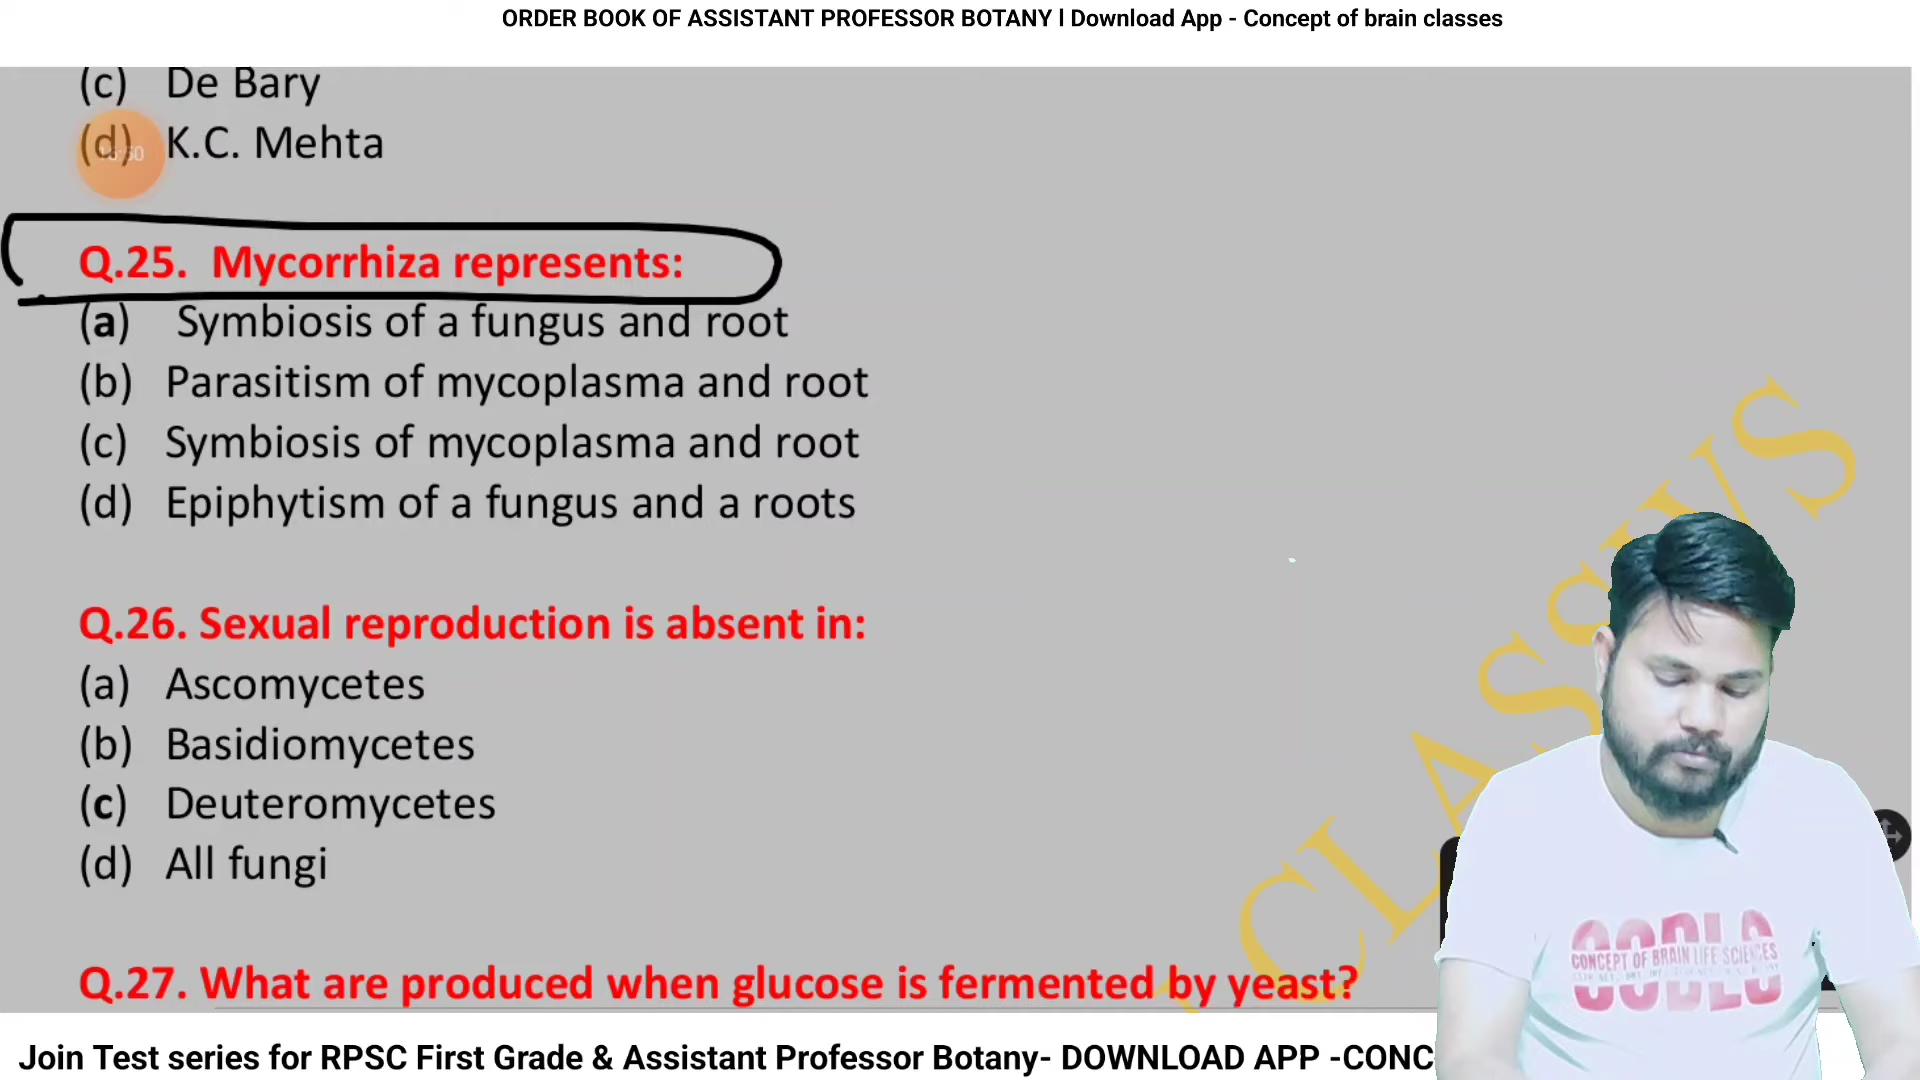 ORDER BOOK OF ASSISTANT PROFESSOR BOTANY l Download App - Concept of brain classes
(c) De Bary
(d) K.C. Mehta
Q.25. Mycorrhiza represents:
(a) Symbiosis of a fungus and root
(b) Parasitism of mycoplasma and root
(c) Symbiosis of mycoplasma and root
(d) Epiphytism of a fungus and a roots
Q.26. Sexual reproduction is absent in:
(a) Ascomycetes
(b) Basidiomycetes
(c) Deuteromycetes
(d) All fungi
Q.27. What are produced when glucose is fermented by yeast?
CLASS
CONCEPT OF BRAIN LIFE SCIENCES
Join Test series for RPSC First Grade & Assistant Professor Botany- DOWNLOAD APP -CONC